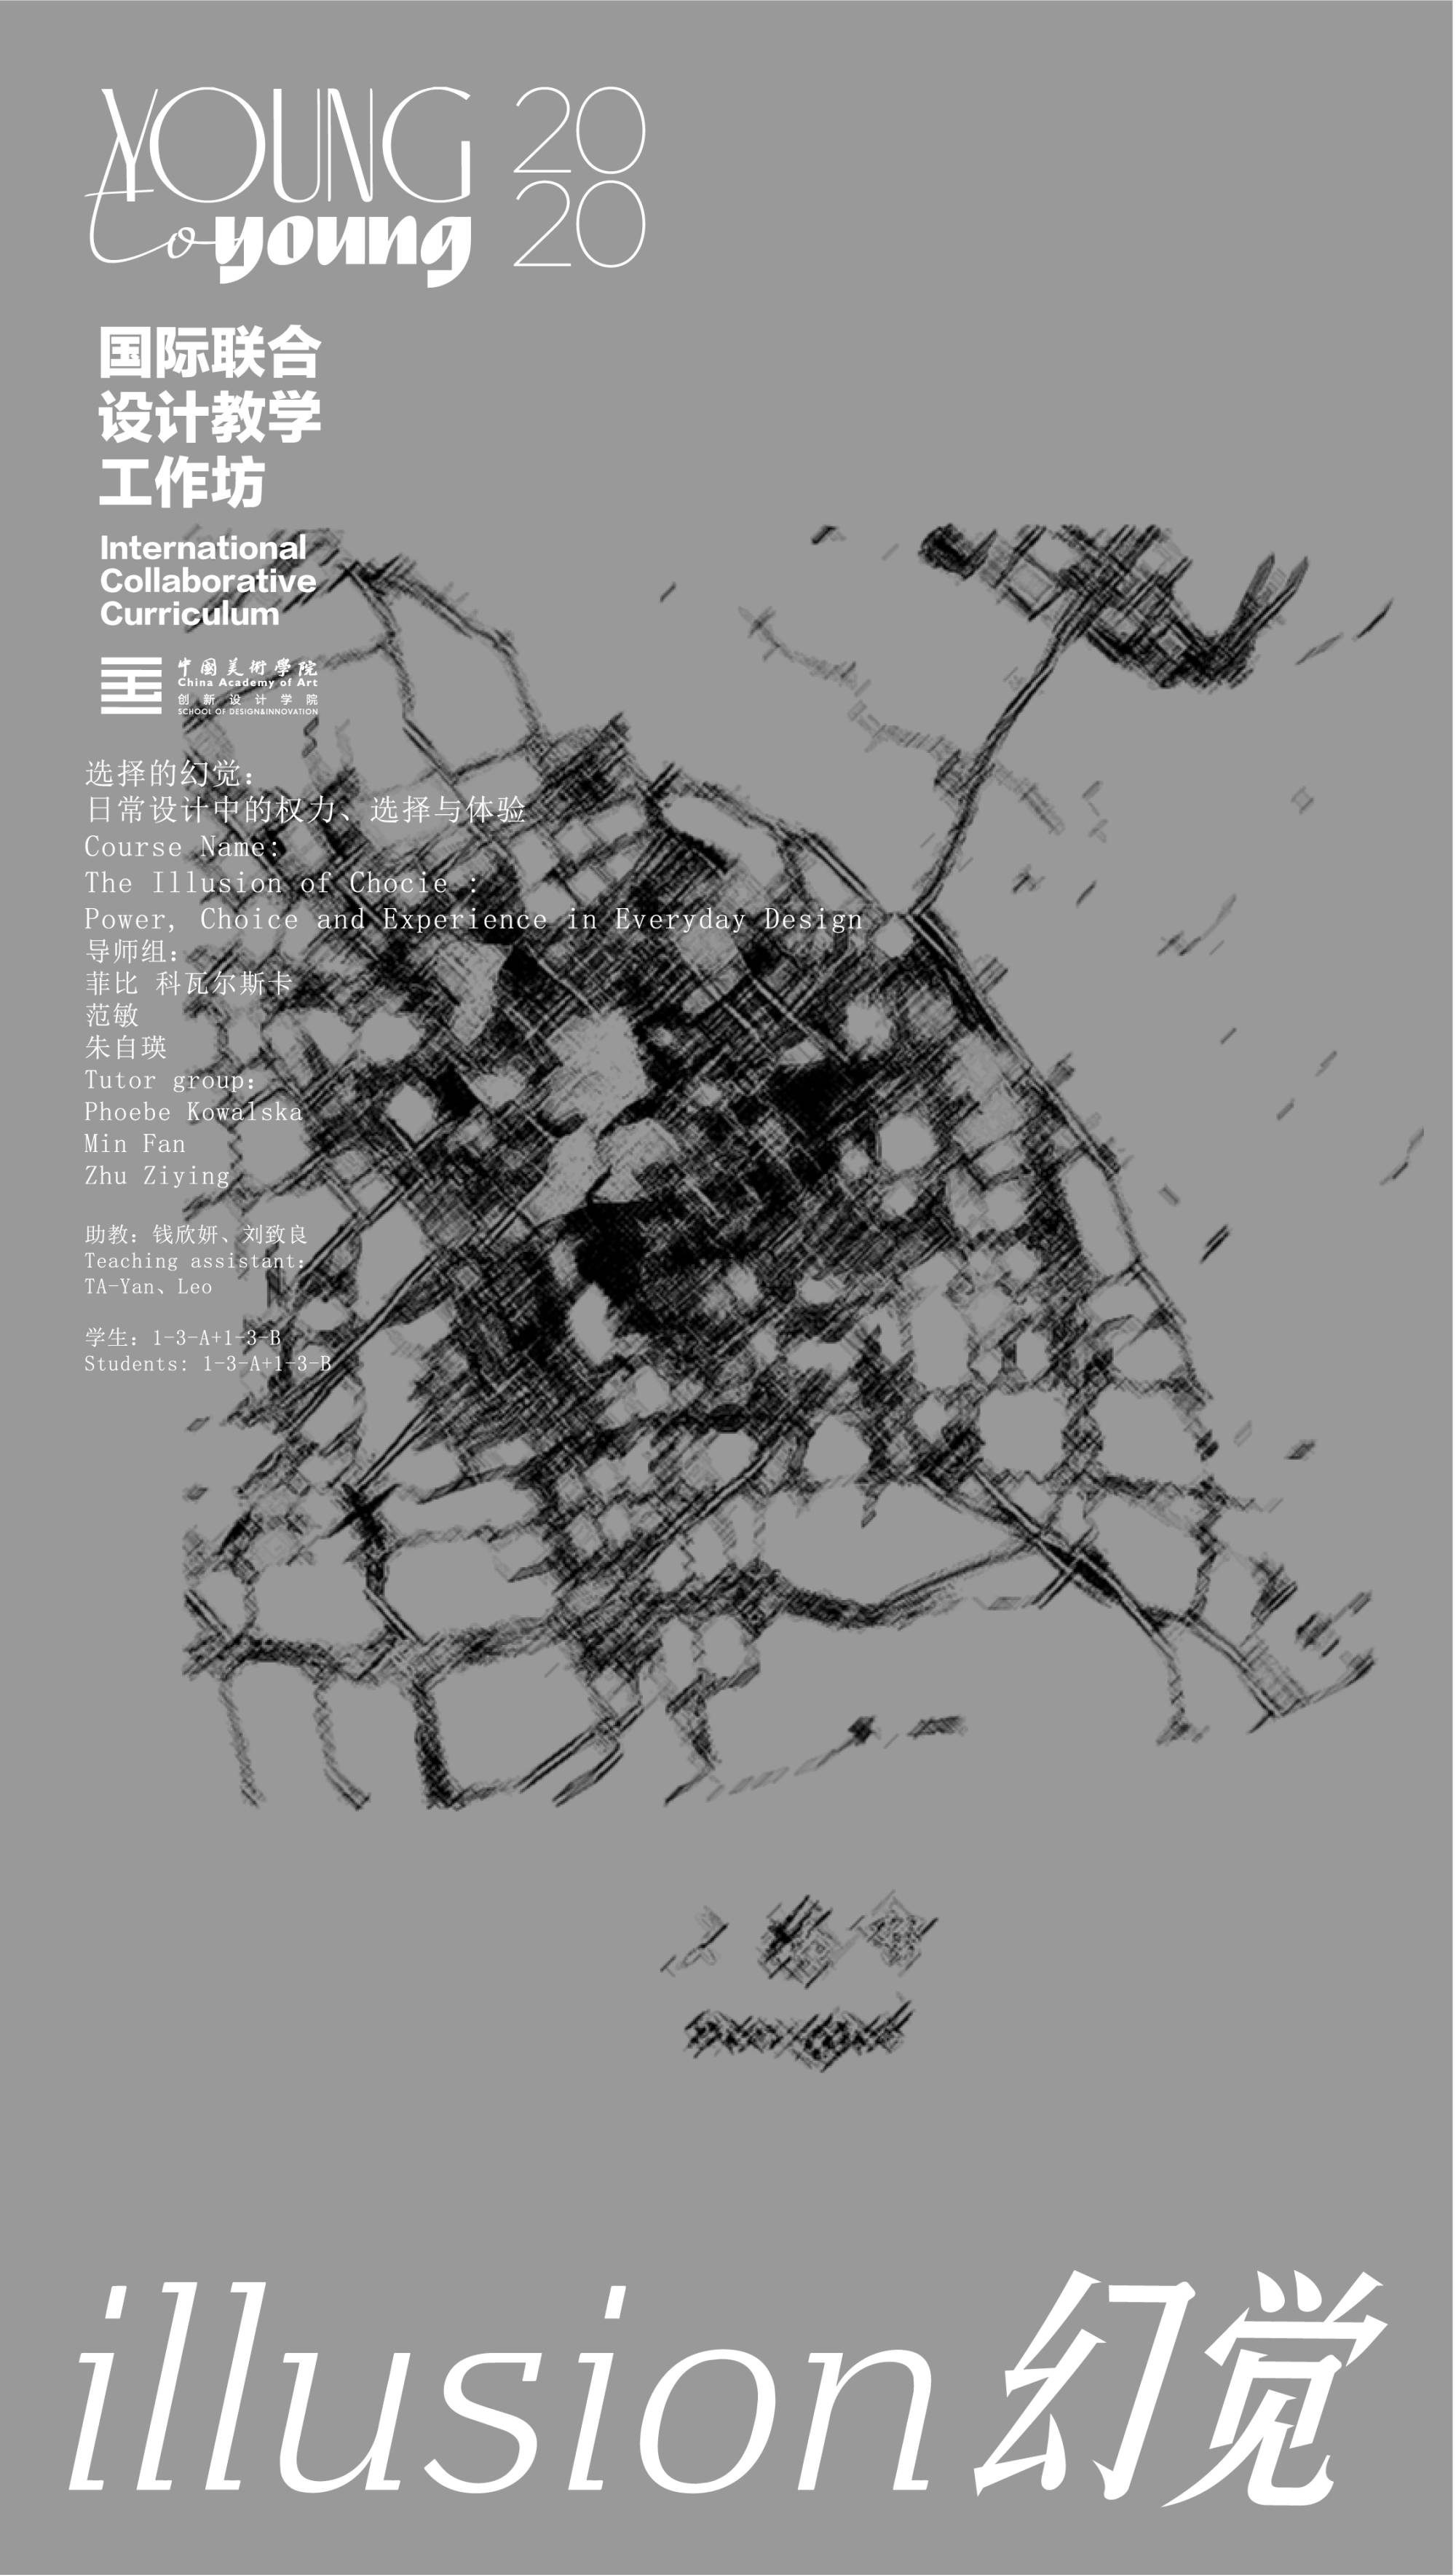 YOUNG
to young
20
20
国际联合
设计教学
工作坊
International
Collaborative
Curriculum
中國美術學院
China Academy of Art
创新设计学院
SCHOOL OF DESIGN&INNOVATION
选择的幻觉：
日常设计中的权力、选择与体验
Course Name:
The Illusion of Chocie :
Power, Choice and Experience in Everyday Design
导师组：
菲比 科瓦尔斯卡
范敏
朱自瑛
Tutor group：
Phoebe Kowalska
Min Fan
Zhu Ziying
助教：钱欣妍、刘致良
Teaching assistant：
TA-Yan、Leo
学生：1-3-A+1-3-B
Students: 1-3-A+1-3-B
illusion 幻觉